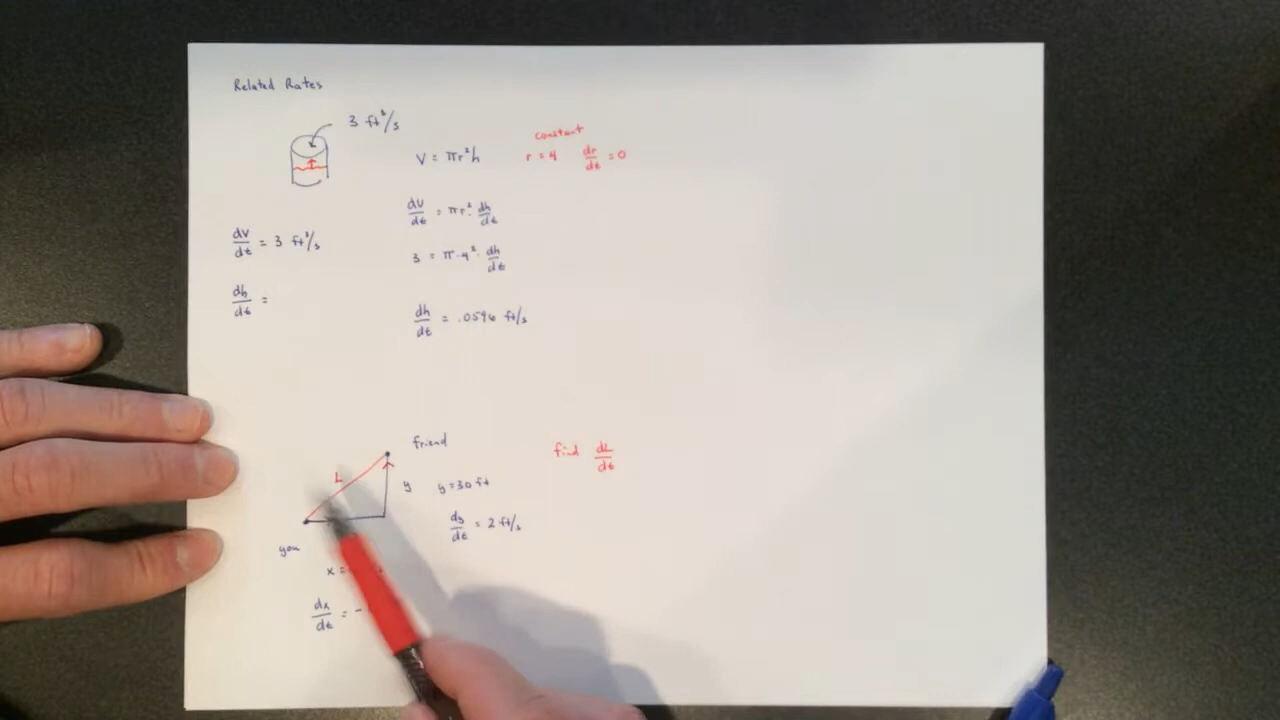 Related Rates
3 ft³/s
constant
V = πr²h r = 4 dr/dt = 0
dV/dt = πr² · dh/dt
dV/dt = 3 ft³/s
3 = π·4² · dh/dt
dh/dt =
dh/dt = .0596 ft/s
friend
find dL/dt
L
y y = 30 ft
dy/dt = 2 ft/s
you
x =
dx/dt = -